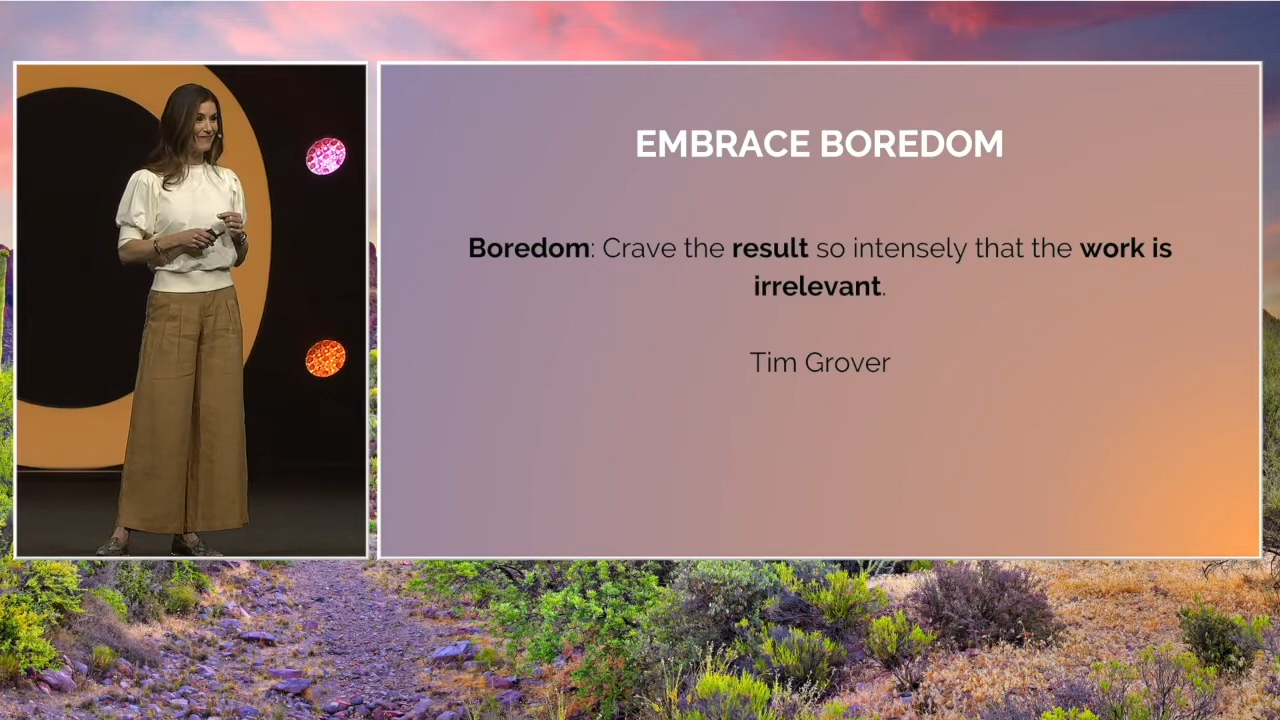 EMBRACE BOREDOM
Boredom: Crave the result so intensely that the work is
irrelevant.
Tim Grover